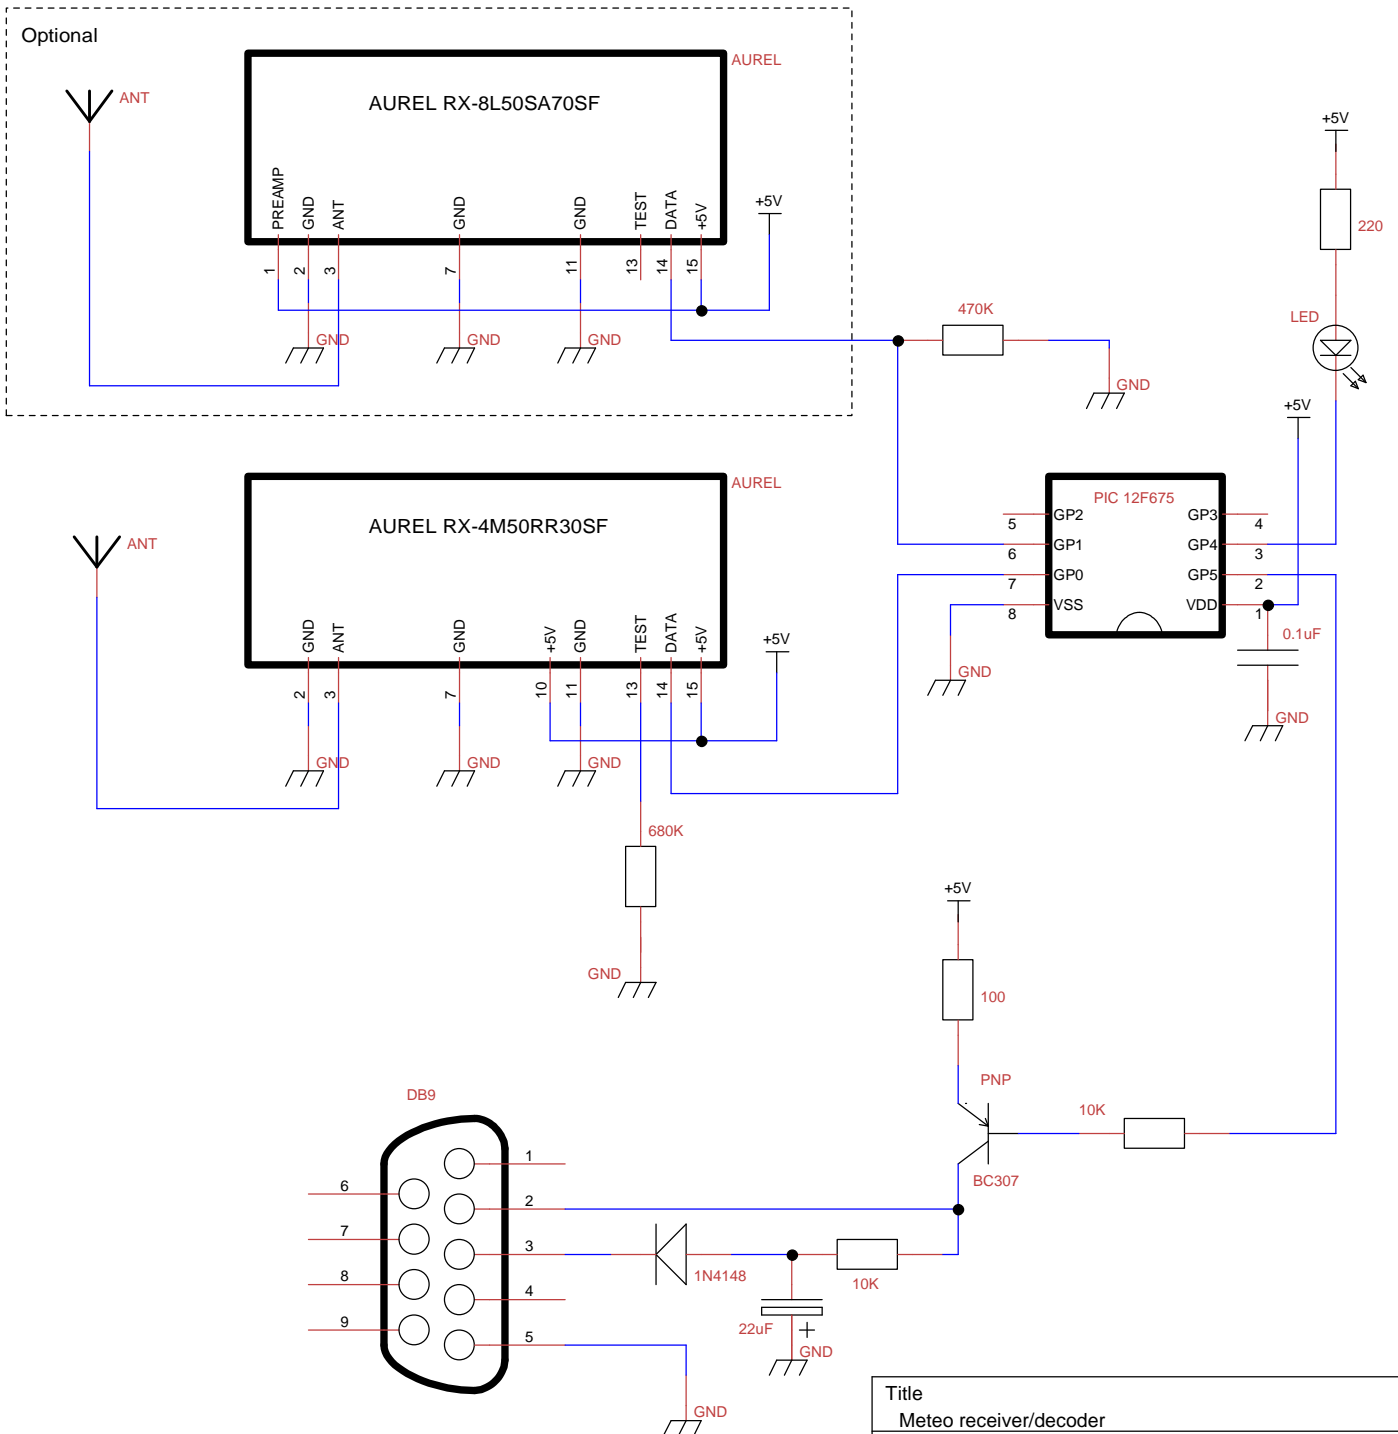 Optional
ANT
AUREL
AUREL RX-8L50SA70SF
PREAMP
GND
ANT
GND
GND
TEST
DATA
+5V
1
2
3
7
11
13
14
15
+5V
GND
GND
GND
470K
GND
+5V
220
LED
+5V
ANT
AUREL
AUREL RX-4M50RR30SF
GND
ANT
GND
+5V
GND
TEST
DATA
+5V
2
3
7
10
11
13
14
15
+5V
GND
GND
GND
680K
GND
PIC 12F675
GP2
GP1
GP0
VSS
GP3
GP4
GP5
VDD
5
6
7
8
4
3
2
1
GND
0.1uF
GND
+5V
100
PNP
BC307
10K
DB9
1
2
3
4
5
6
7
8
9
1N4148
10K
22uF
+
GND
GND
Title
Meteo receiver/decoder